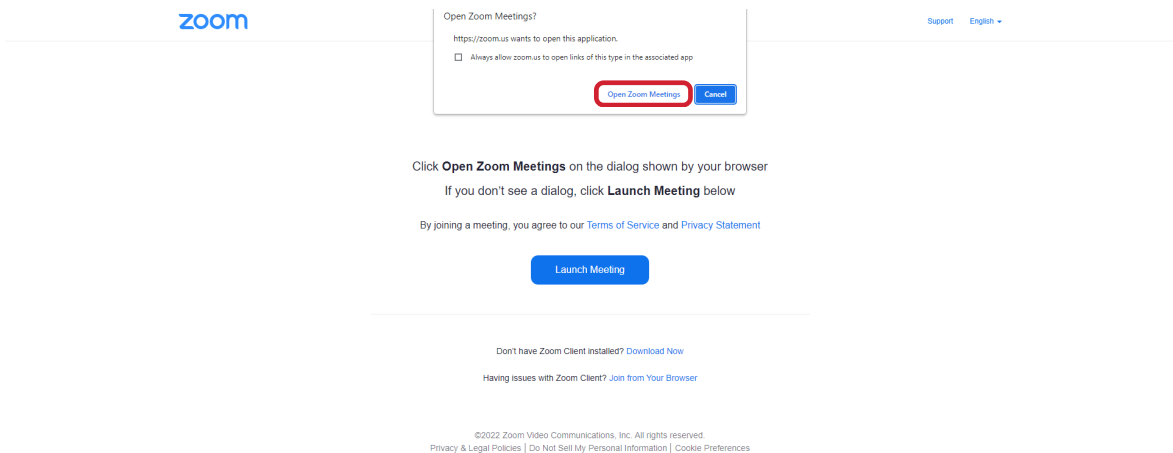 zoom
Support English
Open Zoom Meetings?
https://zoom.us wants to open this application.
Always allow zoom.us to open links of this type in the associated app
Open Zoom Meetings Cancel
Click Open Zoom Meetings on the dialog shown by your browser
If you don't see a dialog, click Launch Meeting below
By joining a meeting, you agree to our Terms of Service and Privacy Statement
Launch Meeting
Don't have Zoom Client installed? Download Now
Having issues with Zoom Client? Join from Your Browser
©2022 Zoom Video Communications, Inc. All rights reserved.
Privacy & Legal Policies | Do Not Sell My Personal Information | Cookie Preferences